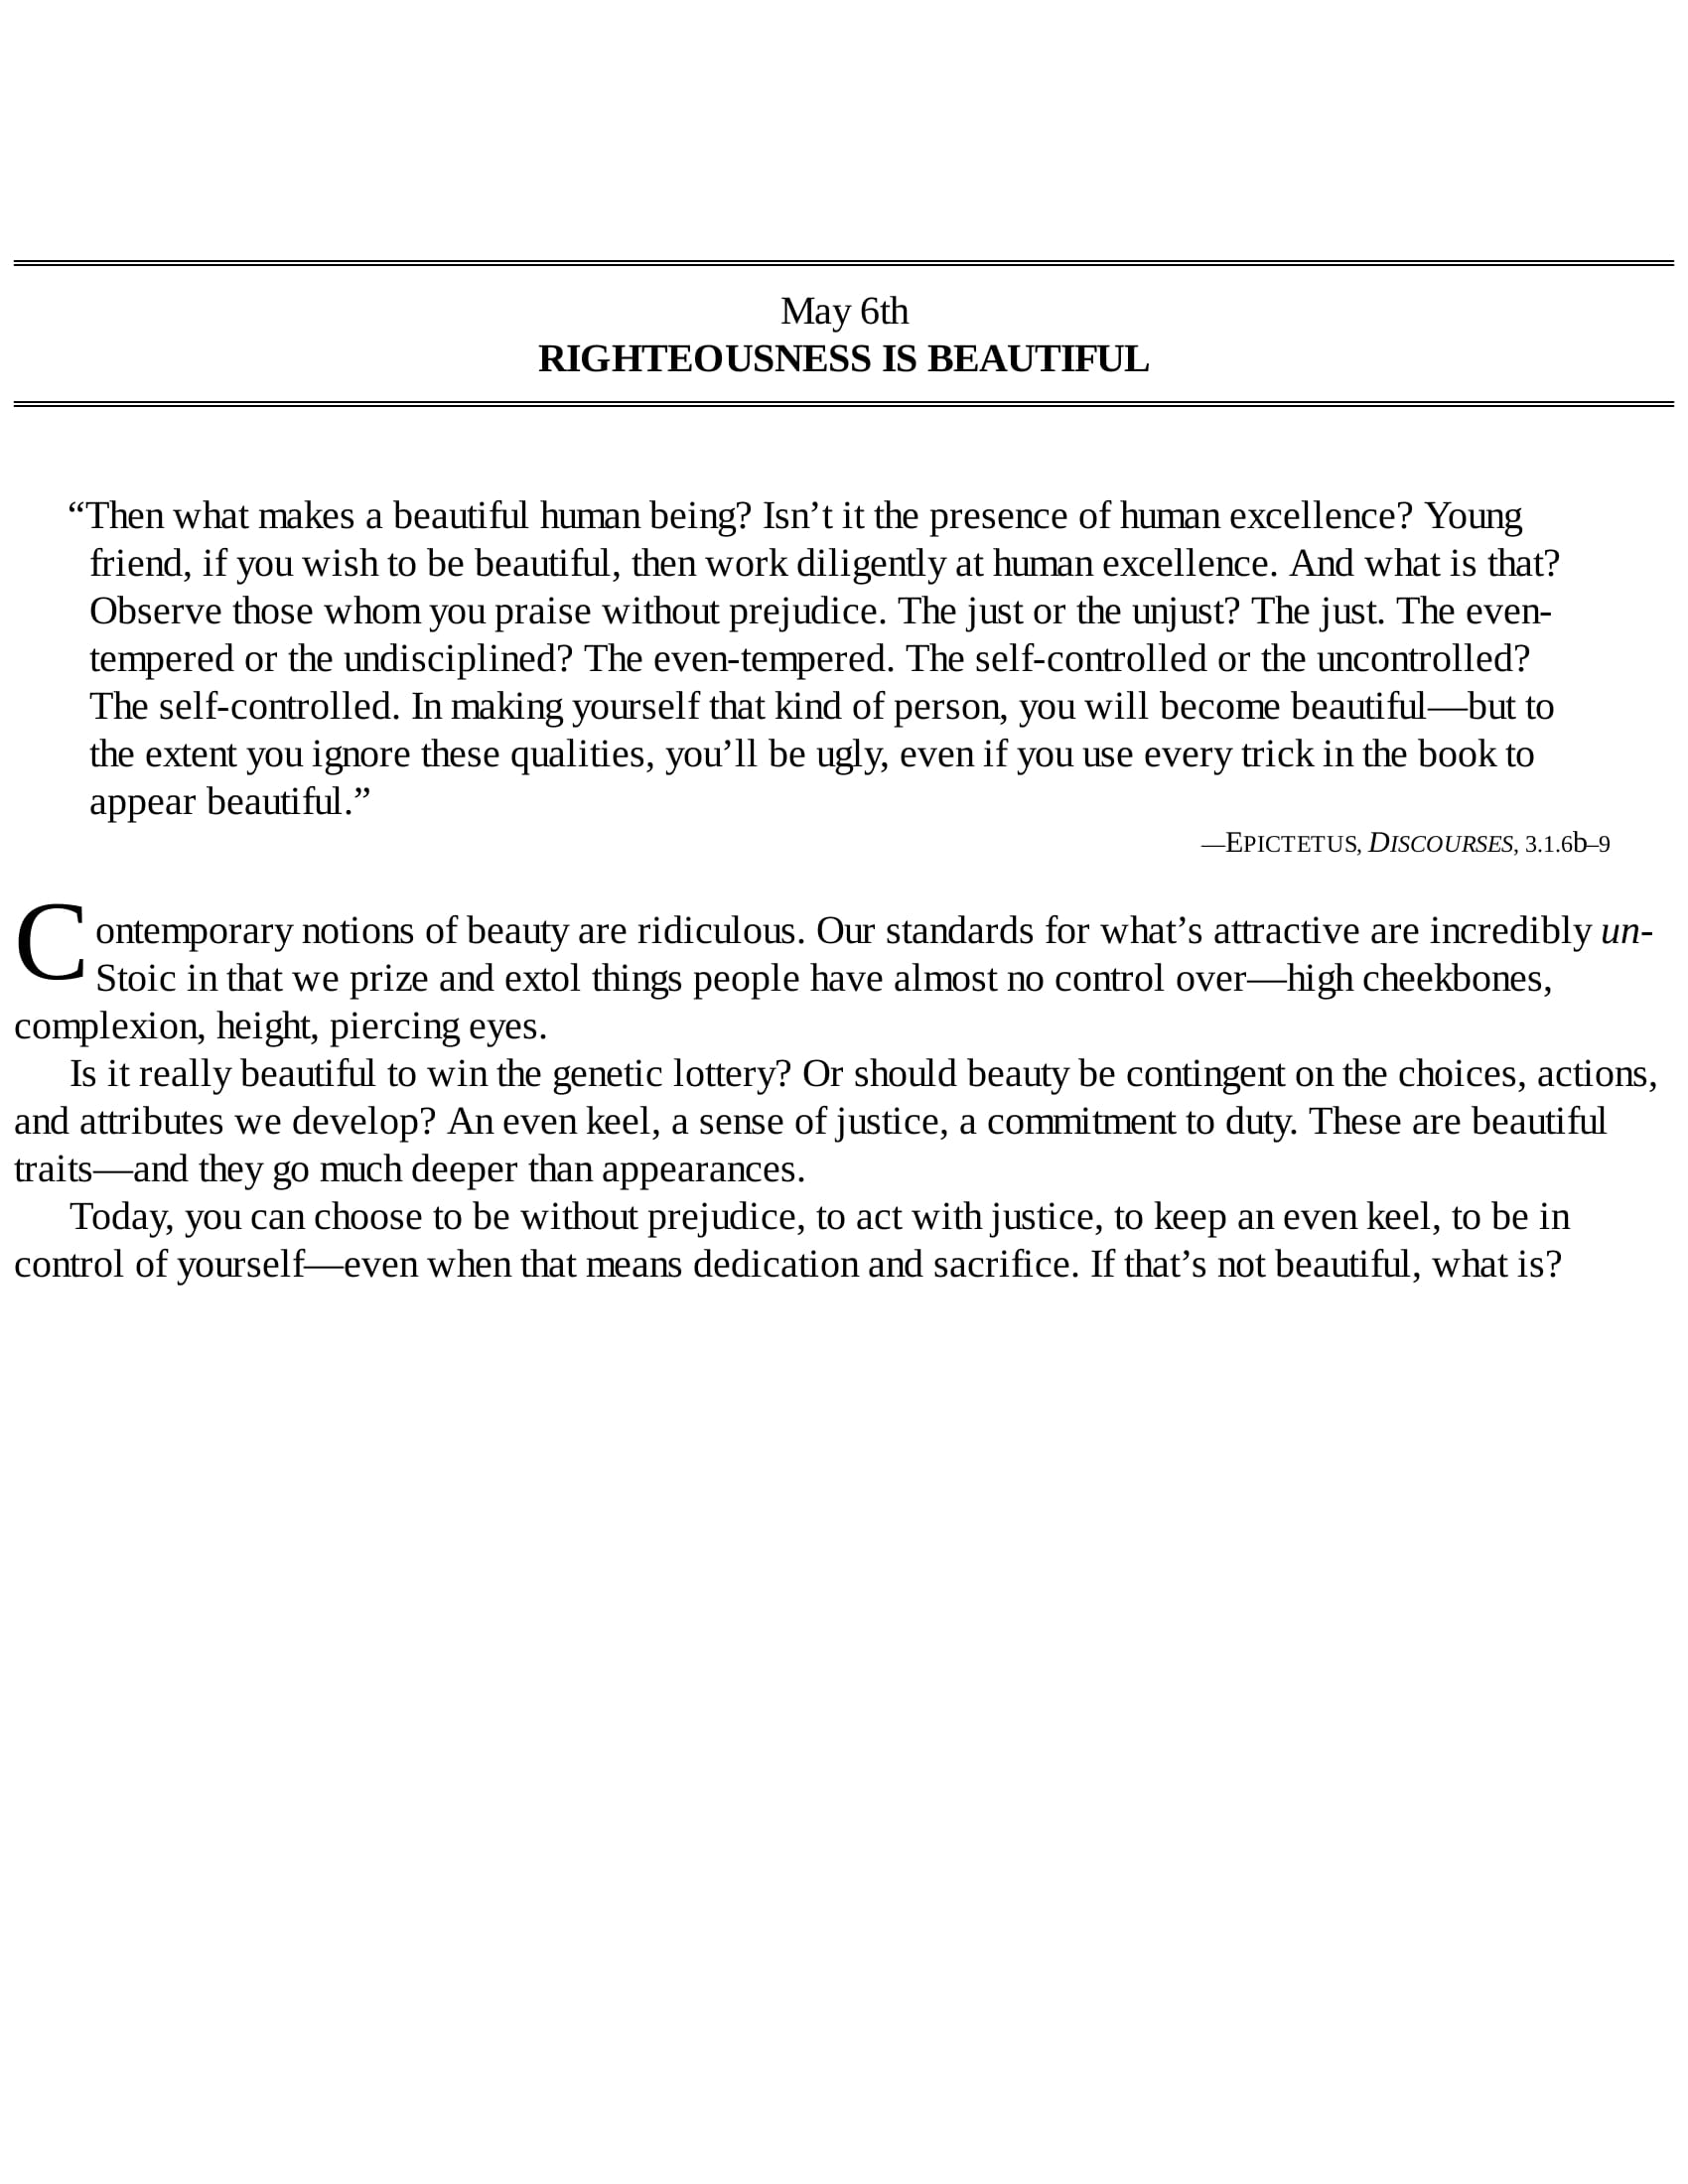 May 6th
RIGHTEOUSNESS IS BEAUTIFUL
“Then what makes a beautiful human being? Isn’t it the presence of human excellence? Young
friend, if you wish to be beautiful, then work diligently at human excellence. And what is that?
Observe those whom you praise without prejudice. The just or the unjust? The just. The even-
tempered or the undisciplined? The even-tempered. The self-controlled or the uncontrolled?
The self-controlled. In making yourself that kind of person, you will become beautiful—but to
the extent you ignore these qualities, you’ll be ugly, even if you use every trick in the book to
appear beautiful.”
—EPICTETUS, DISCOURSES, 3.1.6b–9
Contemporary notions of beauty are ridiculous. Our standards for what’s attractive are incredibly un-
Stoic in that we prize and extol things people have almost no control over—high cheekbones,
complexion, height, piercing eyes.
Is it really beautiful to win the genetic lottery? Or should beauty be contingent on the choices, actions,
and attributes we develop? An even keel, a sense of justice, a commitment to duty. These are beautiful
traits—and they go much deeper than appearances.
Today, you can choose to be without prejudice, to act with justice, to keep an even keel, to be in
control of yourself—even when that means dedication and sacrifice. If that’s not beautiful, what is?